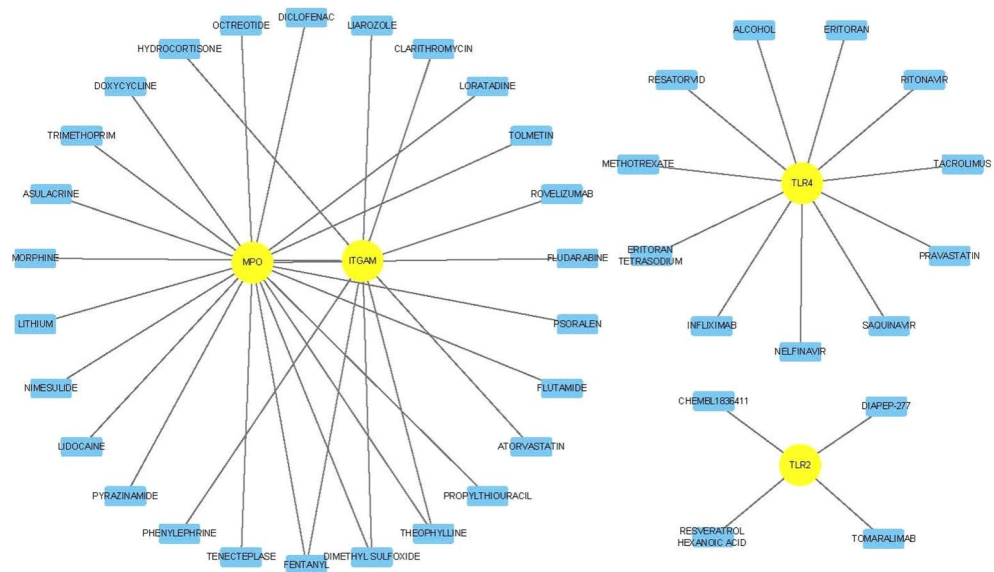 DICLOFENAC
OCTREOTIDE
LIAROZOLE
HYDROCORTISONE
CLARITHROMYCIN
DOXYCYCLINE
LORATADINE
TRIMETHOPRIM
TOLMETIN
ASULACRINE
ROVELIZUMAB
MORPHINE
MPO
ITGAM
FLUDARABINE
LITHIUM
PSORALEN
NIMESULIDE
FLUTAMIDE
LIDOCAINE
ATORVASTATIN
PYRAZINAMIDE
PROPYLTHIOURACIL
PHENYLEPHRINE
THEOPHYLLINE
TENECTEPLASE
FENTANYL
DIMETHYL SULFOXIDE
ALCOHOL
ERITORAN
RESATORVID
RITONAVIR
METHOTREXATE
TACROLIMUS
TLR4
ERITORAN
TETRASODIUM
PRAVASTATIN
INFLIXIMAB
SAQUINAVIR
NELFINAVIR
CHEMBL1836411
DIAPEP-277
TLR2
RESVERATROL
HEXANOIC ACID
TOMARALIMAB